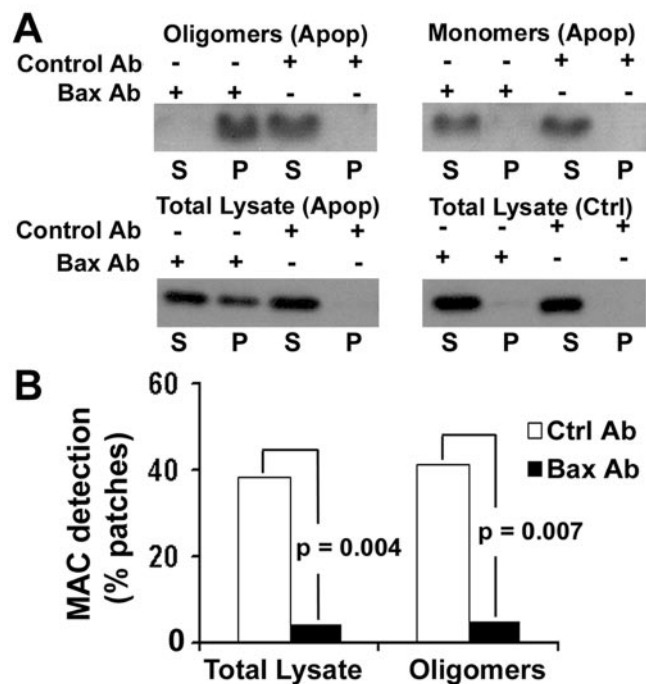 A
Oligomers (Apop)
Monomers (Apop)
Control Ab - - + +
- - + +
Bax Ab + + - -
+ + - -
S P S P
S P S P
Total Lysate (Apop)
Total Lysate (Ctrl)
Control Ab - - + +
- - + +
Bax Ab + + - -
+ + - -
S P S P
S P S P
B
MAC detection
(% patches)
60
40
20
0
Ctrl Ab
Bax Ab
p = 0.004
p = 0.007
Total Lysate
Oligomers